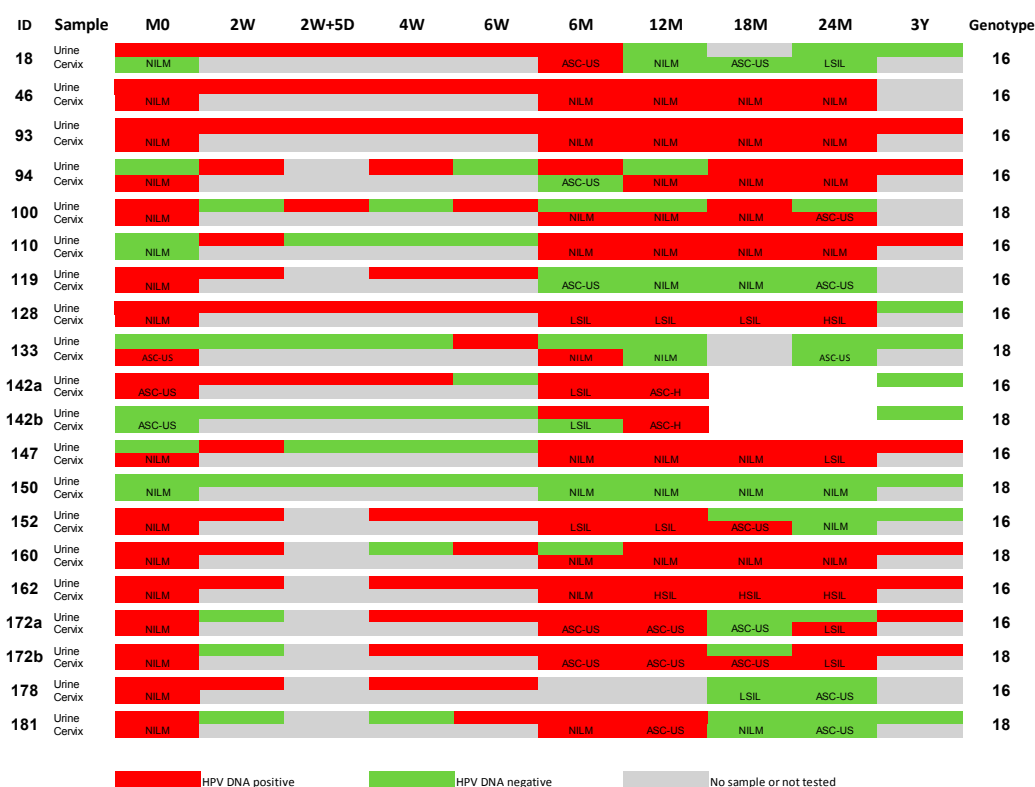 ID Sample M0 2W 2W+5D 4W 6W 6M 12M 18M 24M 3Y Genotype
18 Urine 16
Cervix NILM ASC-US NILM ASC-US LSIL
46 Urine 16
Cervix NILM NILM NILM NILM NILM
93 Urine 16
Cervix NILM NILM NILM NILM NILM
94 Urine 16
Cervix NILM ASC-US NILM NILM NILM
100 Urine 18
Cervix NILM NILM NILM NILM ASC-US
110 Urine 16
Cervix NILM NILM NILM NILM NILM
119 Urine 16
Cervix NILM ASC-US NILM NILM ASC-US
128 Urine 16
Cervix NILM LSIL LSIL LSIL HSIL
133 Urine 18
Cervix ASC-US NILM NILM ASC-US
142a Urine 16
Cervix ASC-US LSIL ASC-H
142b Urine 18
Cervix ASC-US LSIL ASC-H
147 Urine 16
Cervix NILM NILM NILM NILM LSIL
150 Urine 18
Cervix NILM NILM NILM NILM NILM
152 Urine 16
Cervix NILM LSIL LSIL ASC-US NILM
160 Urine 18
Cervix NILM NILM NILM NILM NILM
162 Urine 16
Cervix NILM NILM HSIL HSIL HSIL
172a Urine 16
Cervix NILM ASC-US ASC-US ASC-US LSIL
172b Urine 18
Cervix NILM ASC-US ASC-US ASC-US LSIL
178 Urine 16
Cervix NILM LSIL ASC-US
181 Urine 18
Cervix NILM NILM ASC-US NILM ASC-US
HPV DNA positive HPV DNA negative No sample or not tested